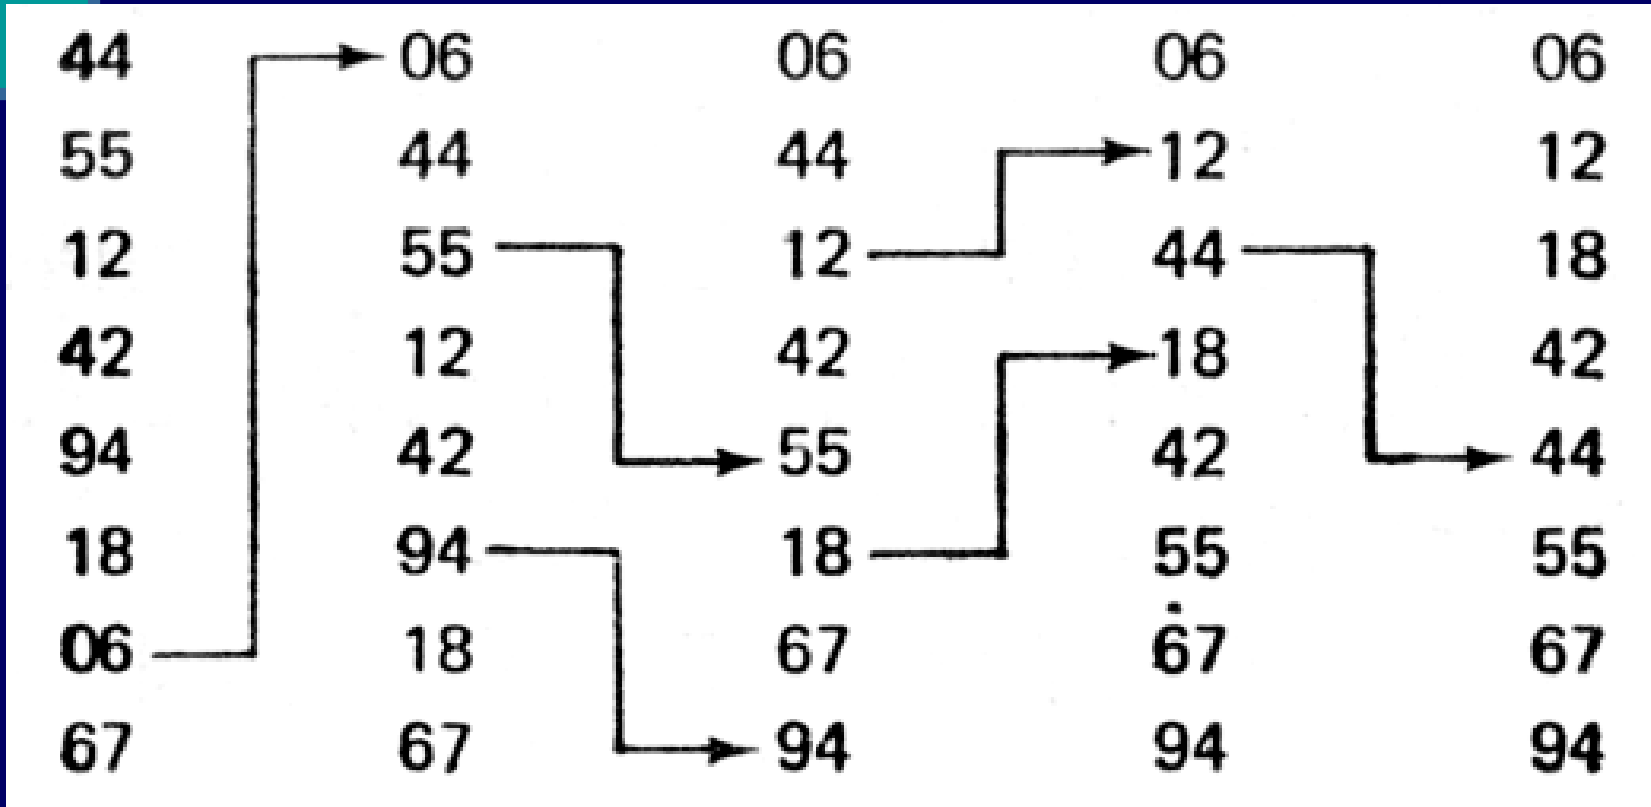 44 06 06 06 06
55 44 44 12 12
12 55 12 44 18
42 12 42 18 42
94 42 55 42 44
18 94 18 55 55
06 18 67 67 67
67 67 94 94 94